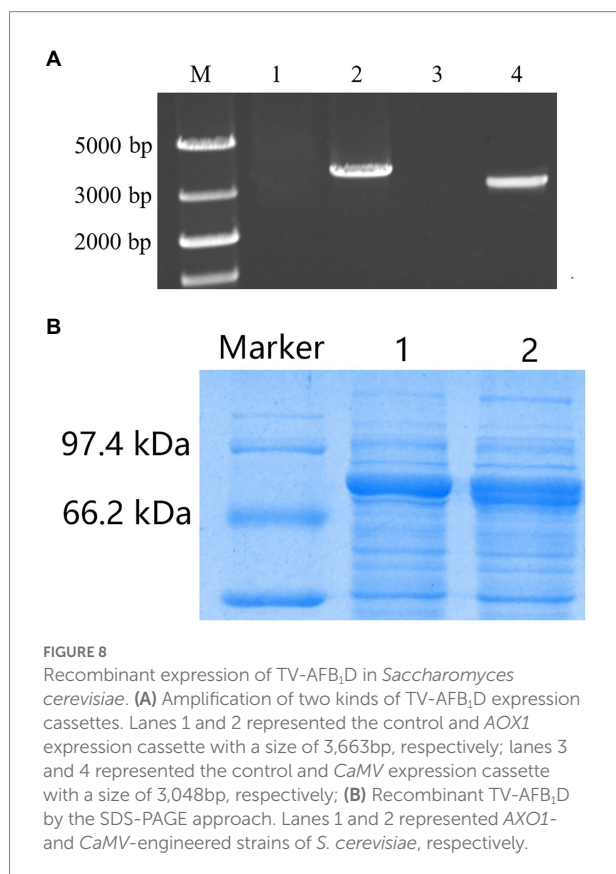 A
M 1 2 3 4
5000 bp
3000 bp
2000 bp
B
Marker 1 2
97.4 kDa
66.2 kDa
FIGURE 8
Recombinant expression of TV-AFB₁D in Saccharomyces
cerevisiae. (A) Amplification of two kinds of TV-AFB₁D expression
cassettes. Lanes 1 and 2 represented the control and AOX1
expression cassette with a size of 3,663bp, respectively; lanes 3
and 4 represented the control and CaMV expression cassette
with a size of 3,048bp, respectively; (B) Recombinant TV-AFB₁D
by the SDS-PAGE approach. Lanes 1 and 2 represented AXO1-
and CaMV-engineered strains of S. cerevisiae, respectively.